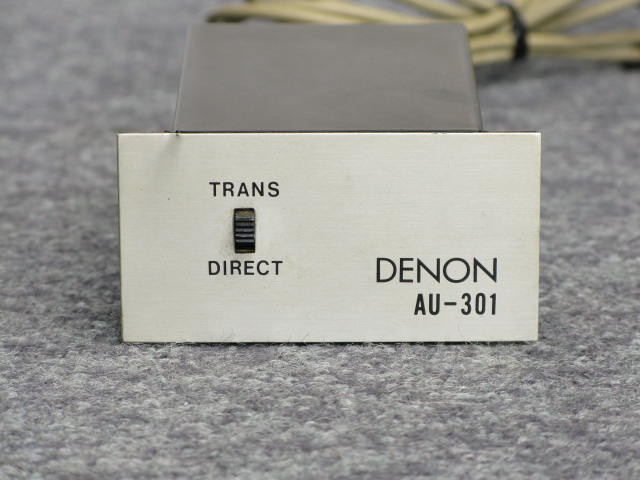 TRANS
DIRECT
DENON
AU-301